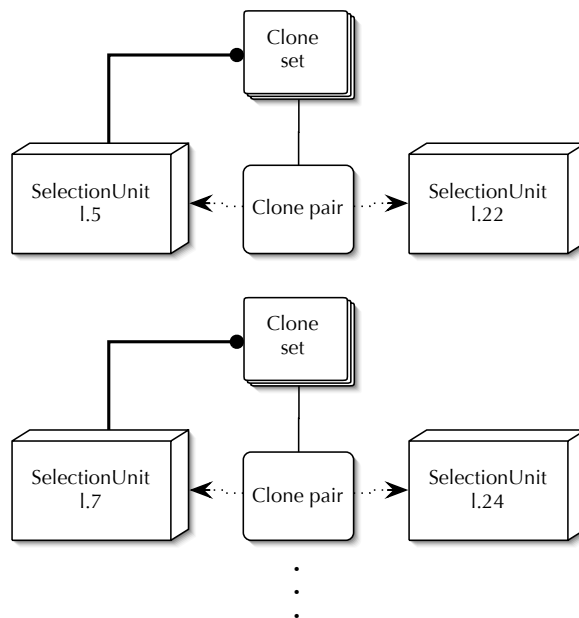 Clone
set
SelectionUnit
l.5
Clone pair
SelectionUnit
l.22
Clone
set
SelectionUnit
l.7
Clone pair
SelectionUnit
l.24